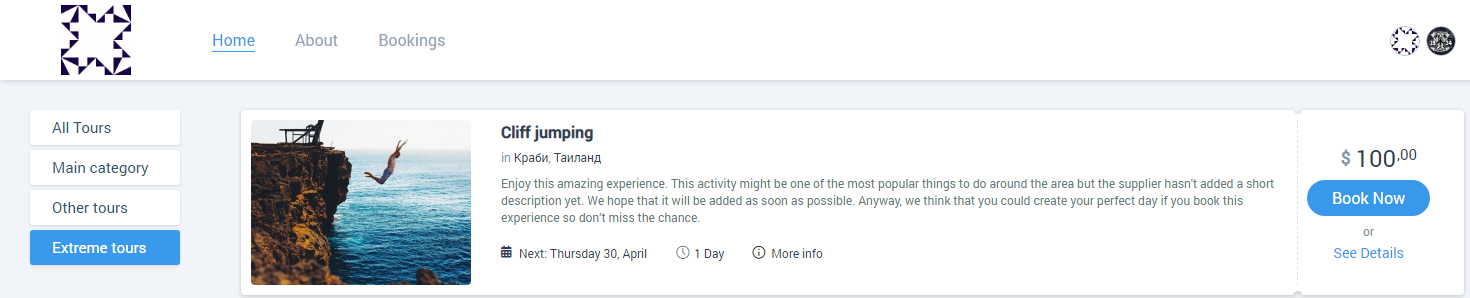 Home About Bookings
All Tours
Main category
Other tours
Extreme tours
Cliff jumping
in Краби, Таиланд
Enjoy this amazing experience. This activity might be one of the most popular things to do around the area but the supplier hasn't added a short
description yet. We hope that it will be added as soon as possible. Anyway, we think that you could create your perfect day if you book this
experience so don't miss the chance.
Next: Thursday 30, April 1 Day More info
$ 100,00
Book Now
or
See Details